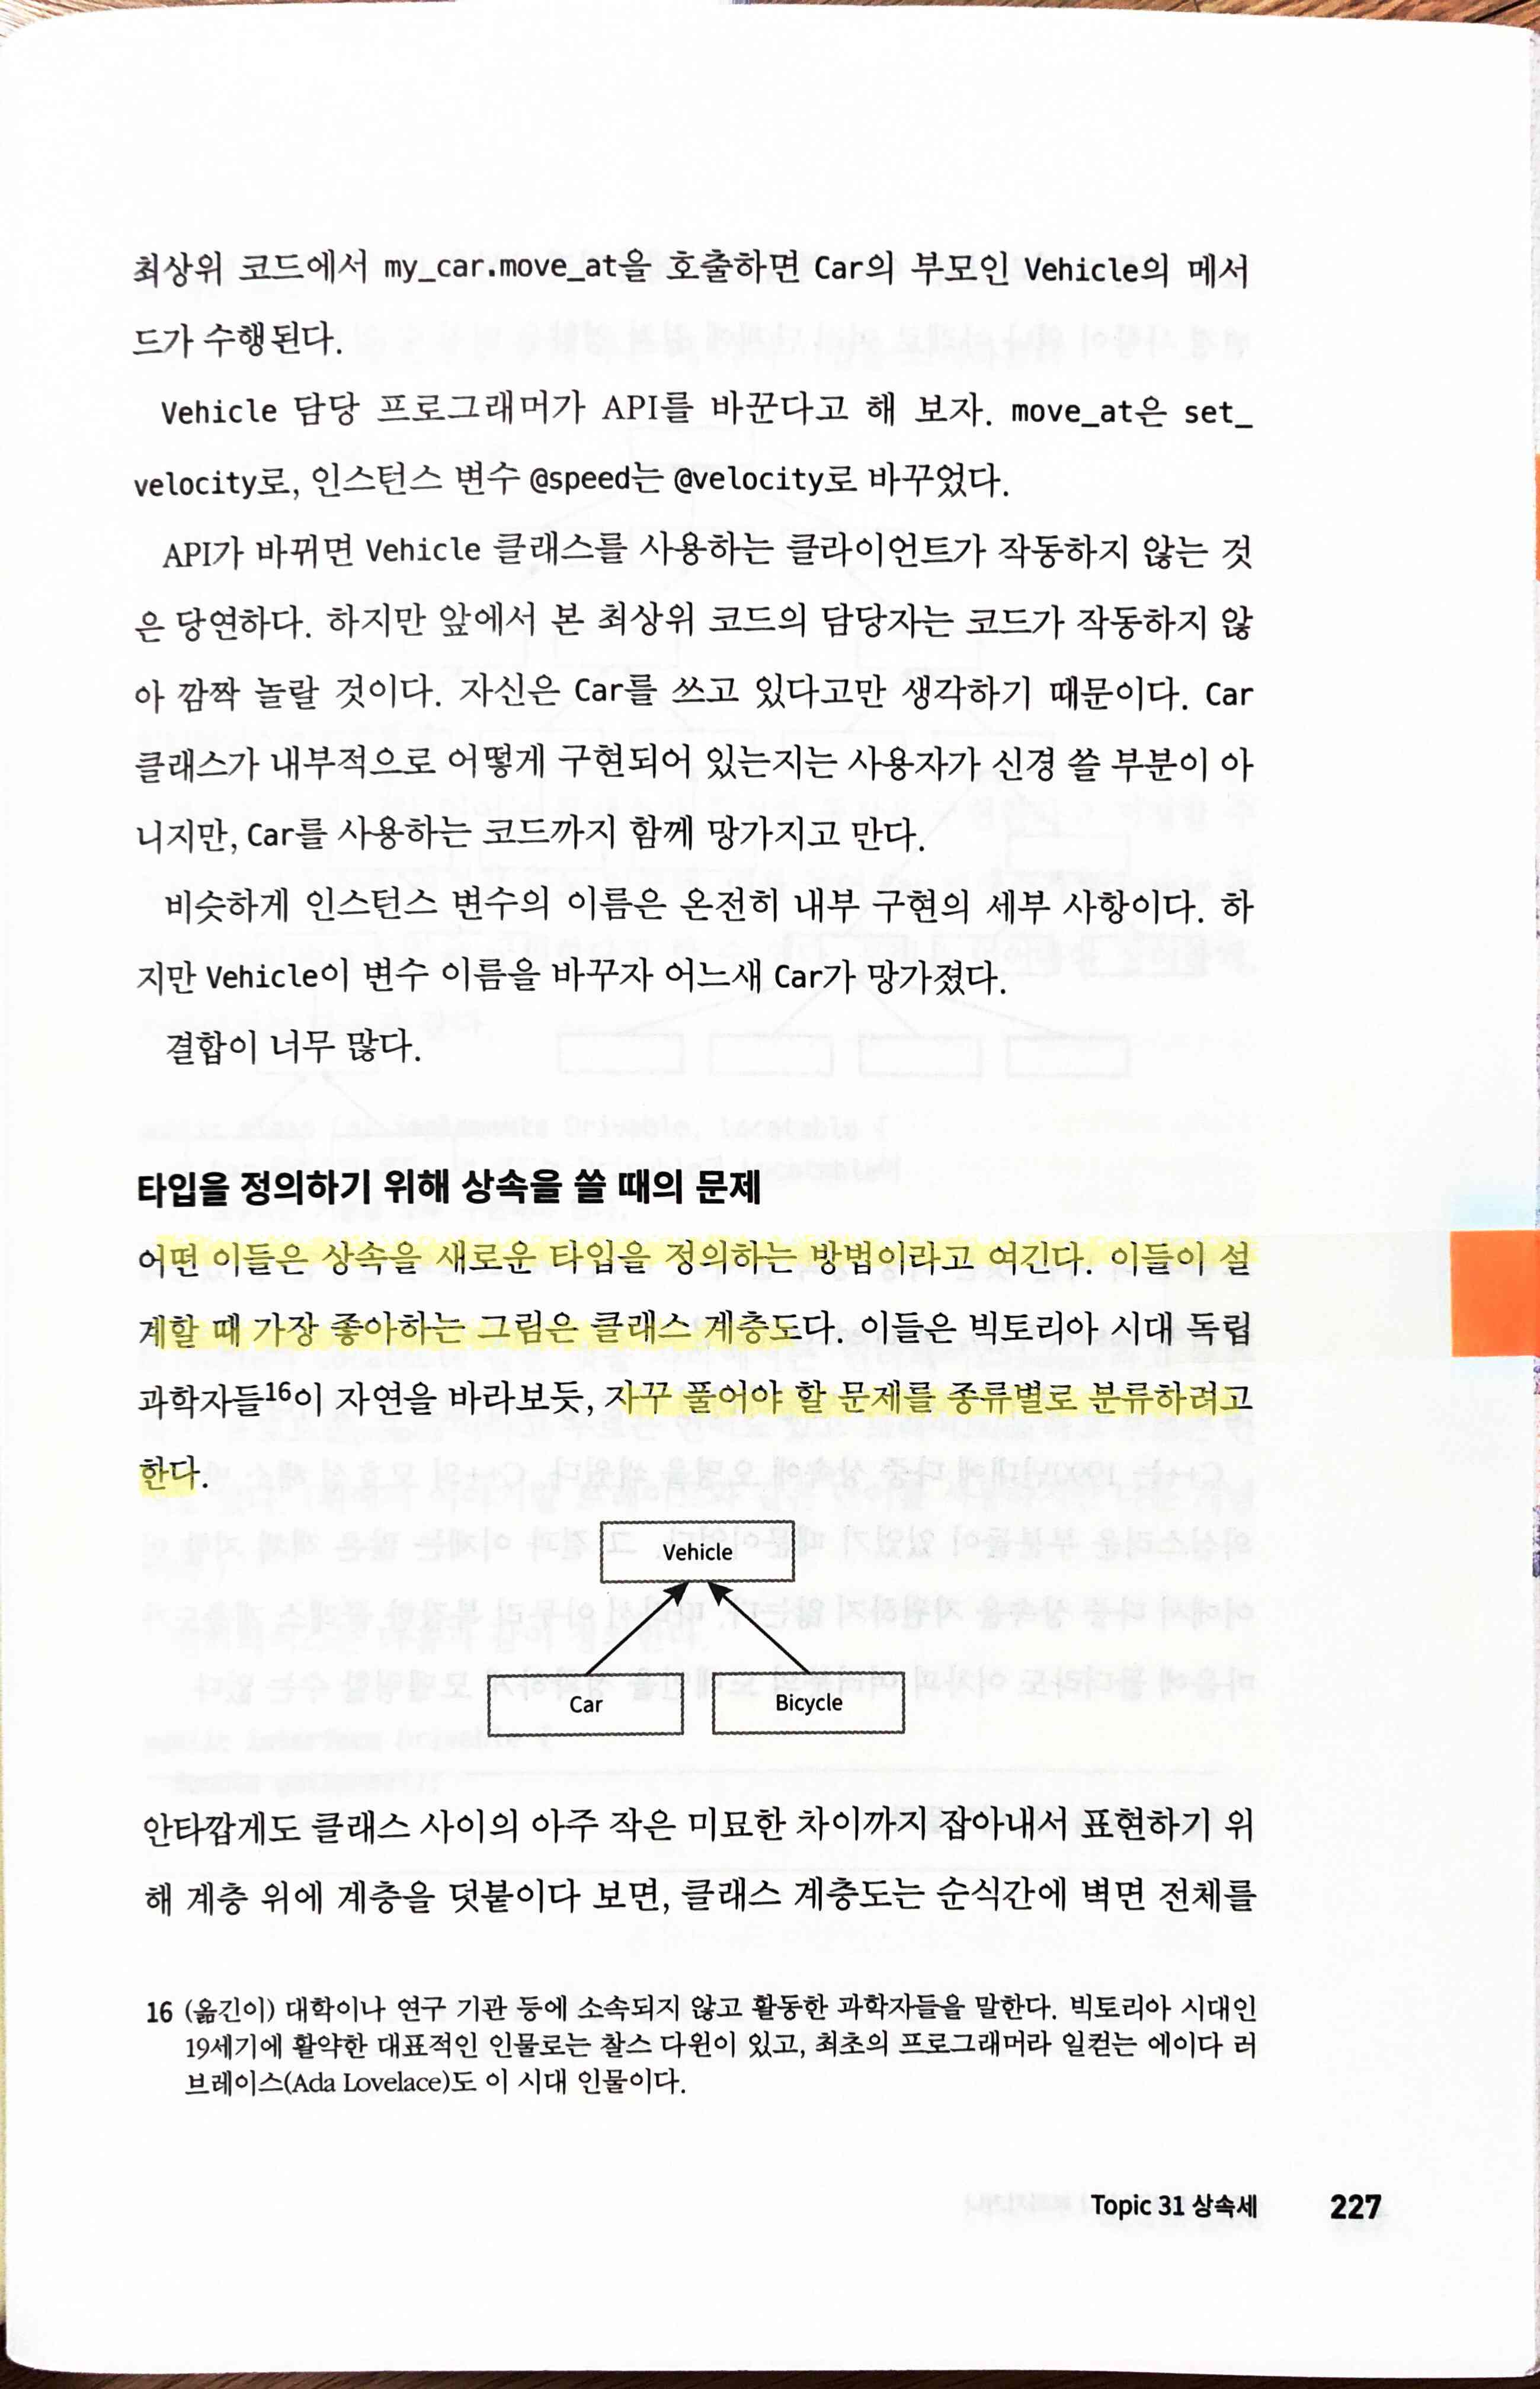 최상위 코드에서 my_car.move_at을 호출하면 Car의 부모인 Vehicle의 메서
드가 수행된다.
Vehicle 담당 프로그래머가 API를 바꾼다고 해 보자. move_at은 set_
velocity로, 인스턴스 변수 @speed는 @velocity로 바꾸었다.
API가 바뀌면 Vehicle 클래스를 사용하는 클라이언트가 작동하지 않는 것
은 당연하다. 하지만 앞에서 본 최상위 코드의 담당자는 코드가 작동하지 않
아 깜짝 놀랄 것이다. 자신은 Car를 쓰고 있다고만 생각하기 때문이다. Car
클래스가 내부적으로 어떻게 구현되어 있는지는 사용자가 신경 쓸 부분이 아
니지만, Car를 사용하는 코드까지 함께 망가지고 만다.
비슷하게 인스턴스 변수의 이름은 온전히 내부 구현의 세부 사항이다. 하
지만 Vehicle이 변수 이름을 바꾸자 어느새 Car가 망가졌다.
결합이 너무 많다.
타입을 정의하기 위해 상속을 쓸 때의 문제
어떤 이들은 상속을 새로운 타입을 정의하는 방법이라고 여긴다. 이들이 설
계할 때 가장 좋아하는 그림은 클래스 계층도다. 이들은 빅토리아 시대 독립
과학자들16이 자연을 바라보듯, 자꾸 풀어야 할 문제를 종류별로 분류하려고
한다.
Vehicle
Car
Bicycle
안타깝게도 클래스 사이의 아주 작은 미묘한 차이까지 잡아내서 표현하기 위
해 계층 위에 계층을 덧붙이다 보면, 클래스 계층도는 순식간에 벽면 전체를
16 (옮긴이) 대학이나 연구 기관 등에 소속되지 않고 활동한 과학자들을 말한다. 빅토리아 시대인
19세기에 활약한 대표적인 인물로는 찰스 다윈이 있고, 최초의 프로그래머라 일컫는 에이다 러
브레이스(Ada Lovelace)도 이 시대 인물이다.
Topic 31 상속세 227